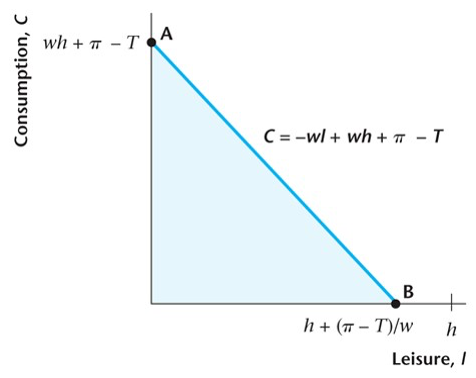 Consumption, C
wh + π − T
A
C = –wl + wh + π − T
B
h + (π − T)/w
h
Leisure, l